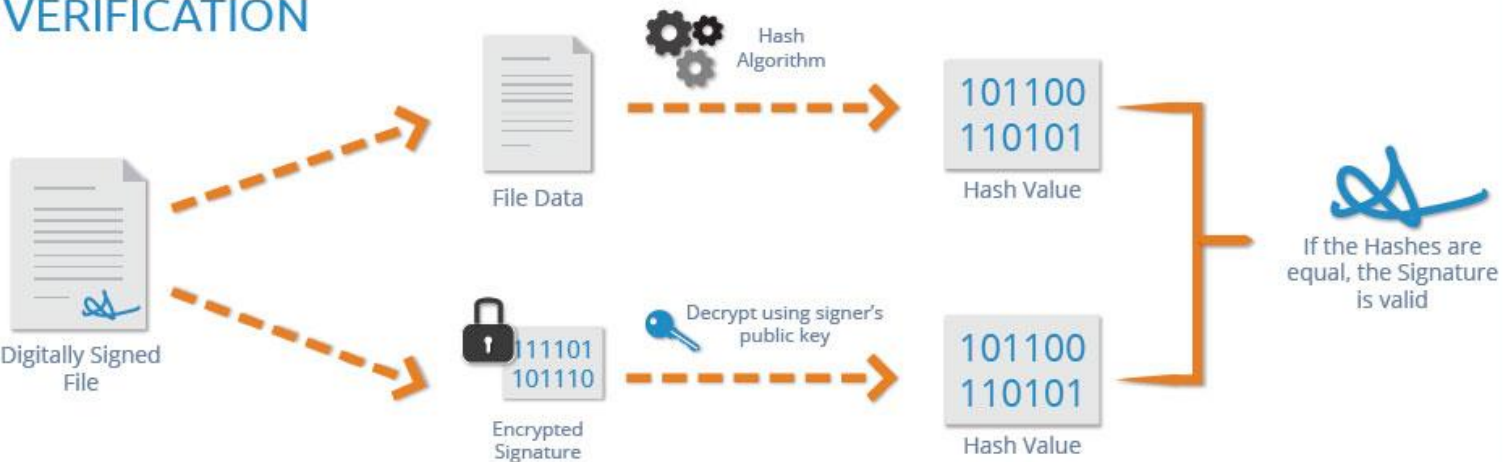 VERIFICATION
Hash
Algorithm
File Data
101100
110101
Hash Value
Digitally Signed
File
111101
101110
Encrypted
Signature
Decrypt using signer's
public key
101100
110101
Hash Value
If the Hashes are
equal, the Signature
is valid